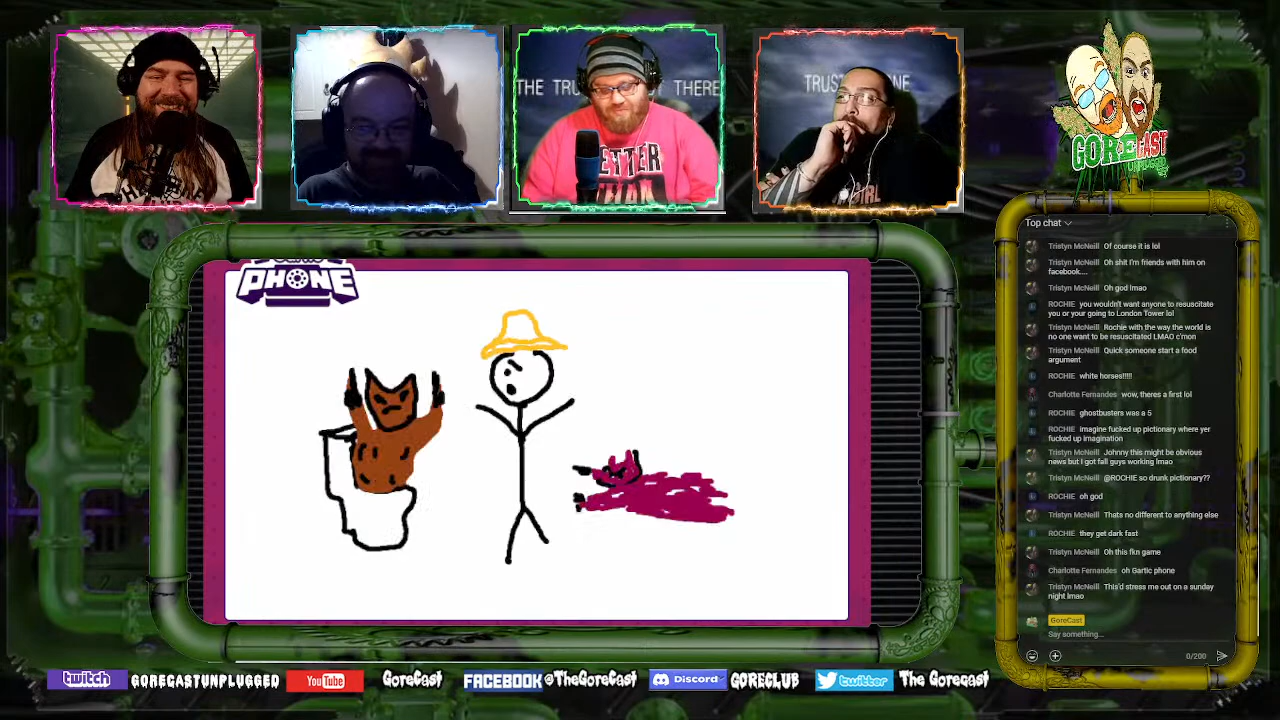 THE TRU
THERE
TRUS
NE
ETTER
THAN
GIRL
GORECAST
PHONE
Top chat
Tristyn McNeill Of course it is lol
Tristyn McNeill Oh shit I'm friends with him on
facebook....
Tristyn McNeill Oh god lmao
ROCHIE you wouldn't want anyone to resuscitate
you or your going to London Tower lol
Tristyn McNeill Rochie with the way the world is
no one want to be resuscitated LMAO c'mon
Tristyn McNeill Quick someone start a food
argument
ROCHIE white horses!!!!!
Charlotte Fernandes wow, theres a first lol
ROCHIE ghostbusters was a 5
ROCHIE imagine fucked up pictionary where yer
fucked up imagination
Tristyn McNeill Johnny this might be obvious
news but I got fall guys working lmao
Tristyn McNeill @ROCHIE so drunk pictionary??
ROCHIE oh god
Tristyn McNeill Thats no different to anything else
ROCHIE they get dark fast
Tristyn McNeill Oh this fkn game
Charlotte Fernandes oh Gartic phone
Tristyn McNeill This'd stress me out on a sunday
night lmao
GoreCast
Say something...
0/200
twitch GORECASTUNPLUGGED YouTube GoreCast FACEBOOK @TheGoreCast Discord GORECLUB twitter The Gorecast